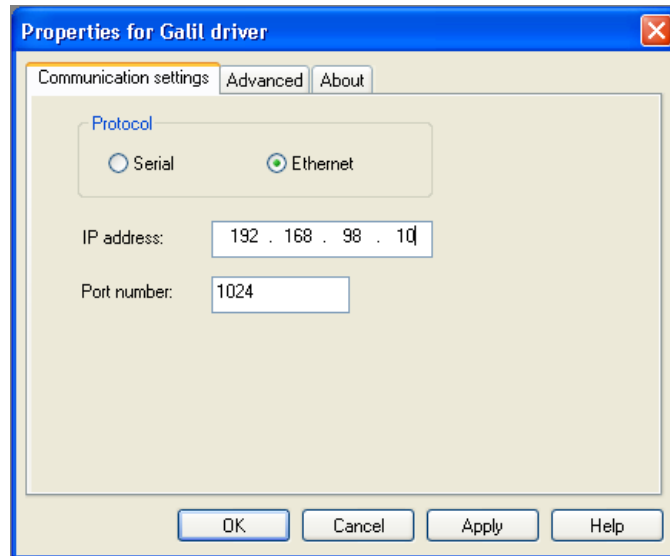 Properties for Galil driver
Communication settings Advanced About
Protocol
Serial Ethernet
IP address: 192 . 168 . 98 . 10
Port number: 1024
OK Cancel Apply Help